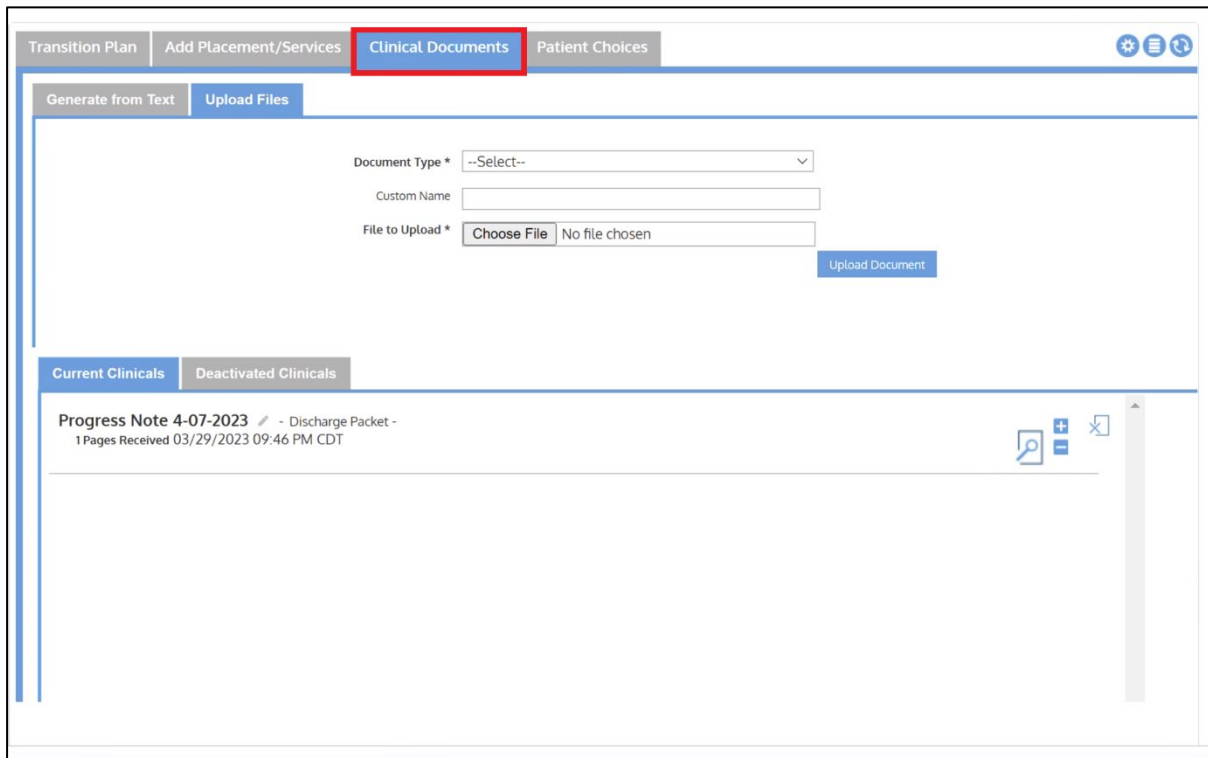 Transition Plan Add Placement/Services Clinical Documents Patient Choices
Generate from Text Upload Files
Document Type * --Select--
Custom Name
File to Upload * Choose File No file chosen
Upload Document
Current Clinicals Deactivated Clinicals
Progress Note 4-07-2023 - Discharge Packet -
1 Pages Received 03/29/2023 09:46 PM CDT